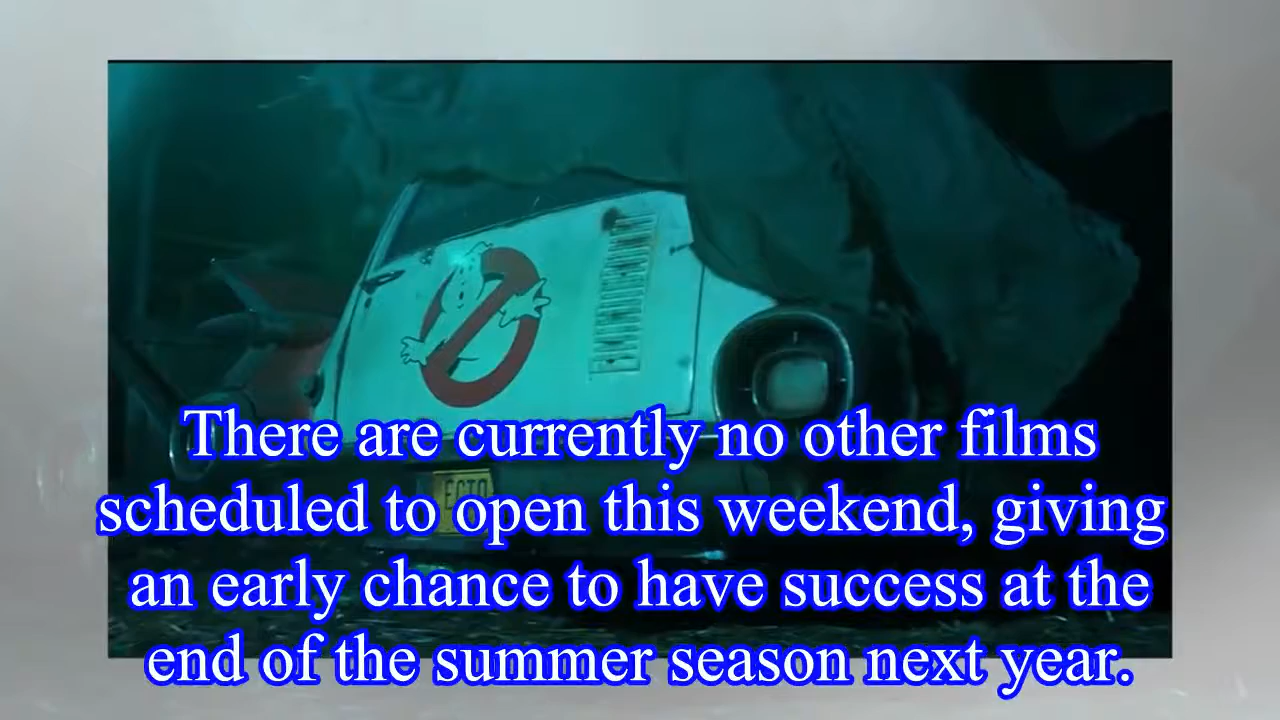 ECTO
There are currently no other films
scheduled to open this weekend, giving
an early chance to have success at the
end of the summer season next year.